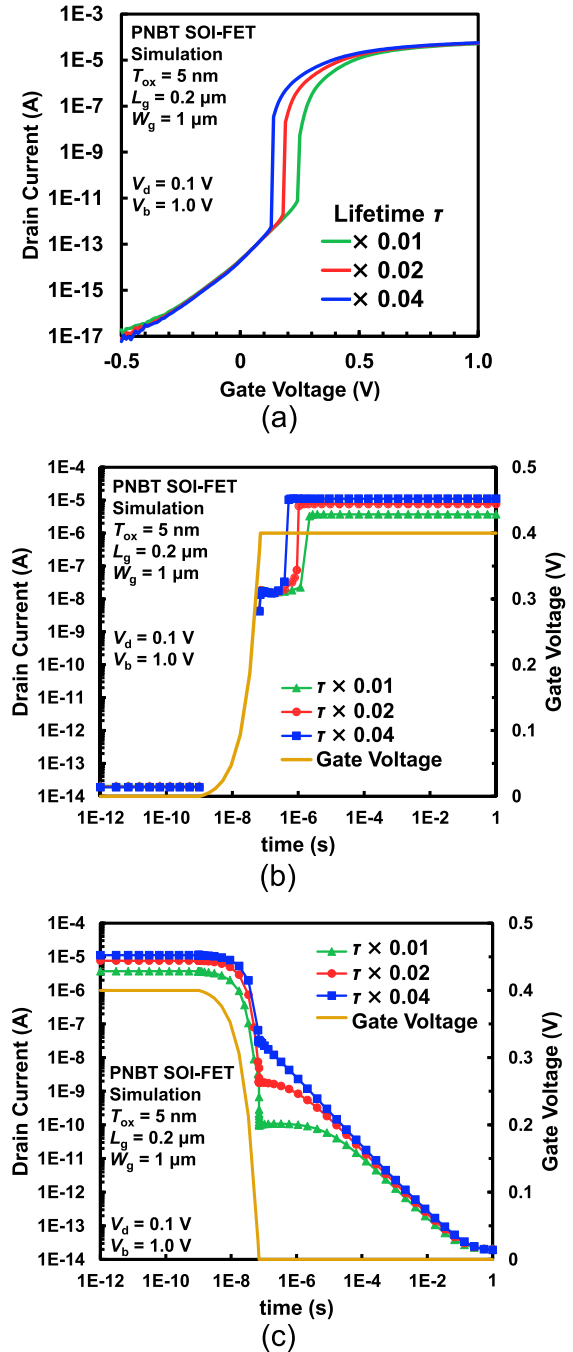 1E-3
1E-5
1E-7
1E-9
1E-11
1E-13
1E-15
1E-17
Drain Current (A)
PNBT SOI-FET
Simulation
Tox = 5 nm
Lg = 0.2 µm
Wg = 1 µm
Vd = 0.1 V
Vb = 1.0 V
Lifetime τ
× 0.01
× 0.02
× 0.04
-0.5
0
0.5
1.0
Gate Voltage (V)
(a)
1E-4
1E-5
1E-6
1E-7
1E-8
1E-9
1E-10
1E-11
1E-12
1E-13
1E-14
Drain Current (A)
PNBT SOI-FET
Simulation
Tox = 5 nm
Lg = 0.2 µm
Wg = 1 µm
Vd = 0.1 V
Vb = 1.0 V
τ × 0.01
τ × 0.02
τ × 0.04
Gate Voltage
0.5
0.4
0.3
0.2
0.1
0
Gate Voltage (V)
1E-12
1E-10
1E-8
1E-6
1E-4
1E-2
1
time (s)
(b)
1E-4
1E-5
1E-6
1E-7
1E-8
1E-9
1E-10
1E-11
1E-12
1E-13
1E-14
Drain Current (A)
τ × 0.01
τ × 0.02
τ × 0.04
Gate Voltage
PNBT SOI-FET
Simulation
Tox = 5 nm
Lg = 0.2 µm
Wg = 1 µm
Vd = 0.1 V
Vb = 1.0 V
0.5
0.4
0.3
0.2
0.1
0
Gate Voltage (V)
1E-12
1E-10
1E-8
1E-6
1E-4
1E-2
1
time (s)
(c)